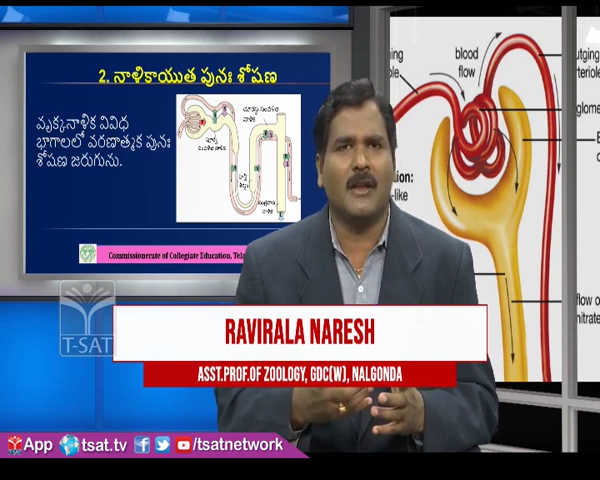 2. నాళికాయుత పునః శోషణ
వృక్కనాళిక వివిధ
భాగాలలో వరణాత్మక పునః
శోషణ జరుగును.
Commissionerate of Collegiate Education, Tela
blood
flow
-like
T-SAT
RAVIRALA NARESH
ASST.PROF.OF ZOOLOGY, GDC(W), NALGONDA
App
tsat.tv
/tsatnetwork